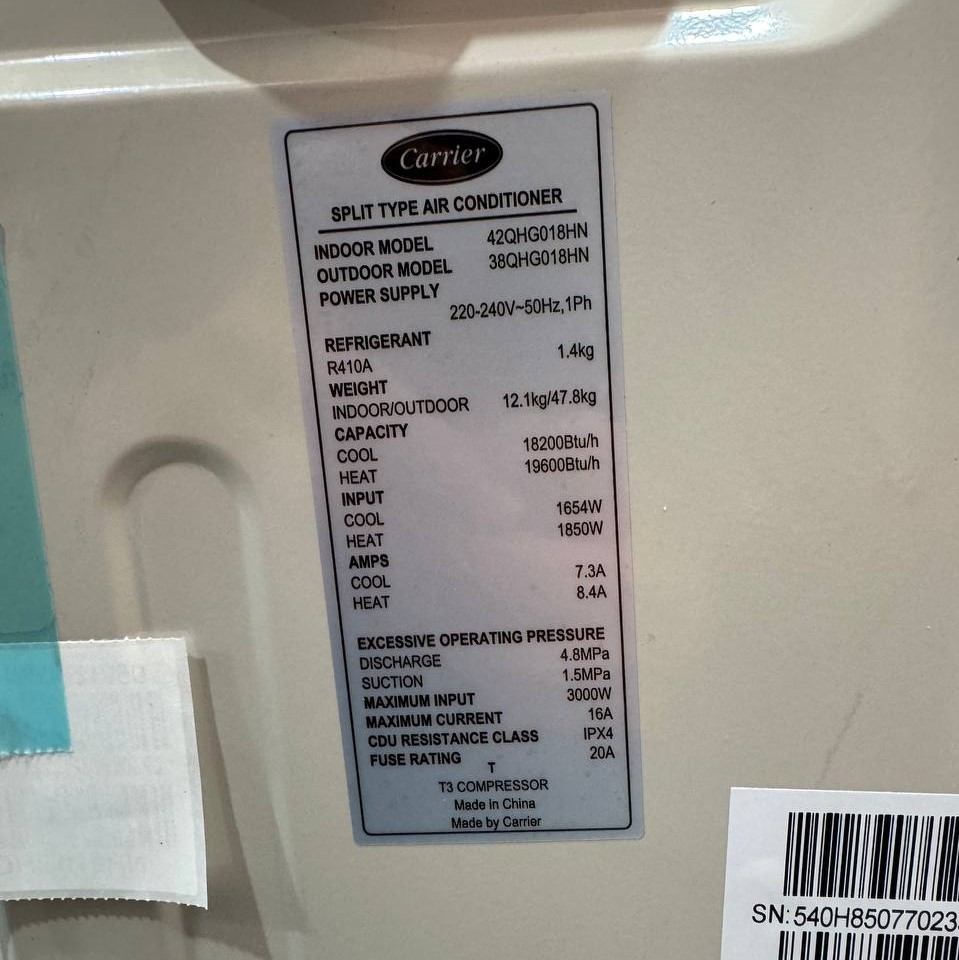 Carrier
SPLIT TYPE AIR CONDITIONER
INDOOR MODEL 42QHG018HN
OUTDOOR MODEL 38QHG018HN
POWER SUPPLY
220-240V~50Hz,1Ph
REFRIGERANT
R410A 1.4kg
WEIGHT
INDOOR/OUTDOOR 12.1kg/47.8kg
CAPACITY
COOL 18200Btu/h
HEAT 19600Btu/h
INPUT
COOL 1654W
HEAT 1850W
AMPS
COOL 7.3A
HEAT 8.4A
EXCESSIVE OPERATING PRESSURE
DISCHARGE 4.8MPa
SUCTION 1.5MPa
MAXIMUM INPUT 3000W
MAXIMUM CURRENT 16A
CDU RESISTANCE CLASS IPX4
FUSE RATING 20A
T
T3 COMPRESSOR
Made in China
Made by Carrier
SN:540H85077023